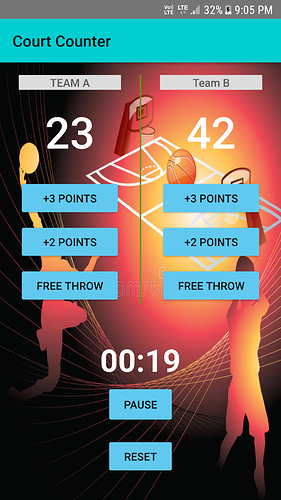 VoI) LTE LTE 32% 9:05 PM
Court Counter
TEAM A Team B
23 42
+3 POINTS +3 POINTS
+2 POINTS +2 POINTS
FREE THROW FREE THROW
00:19
PAUSE
RESET